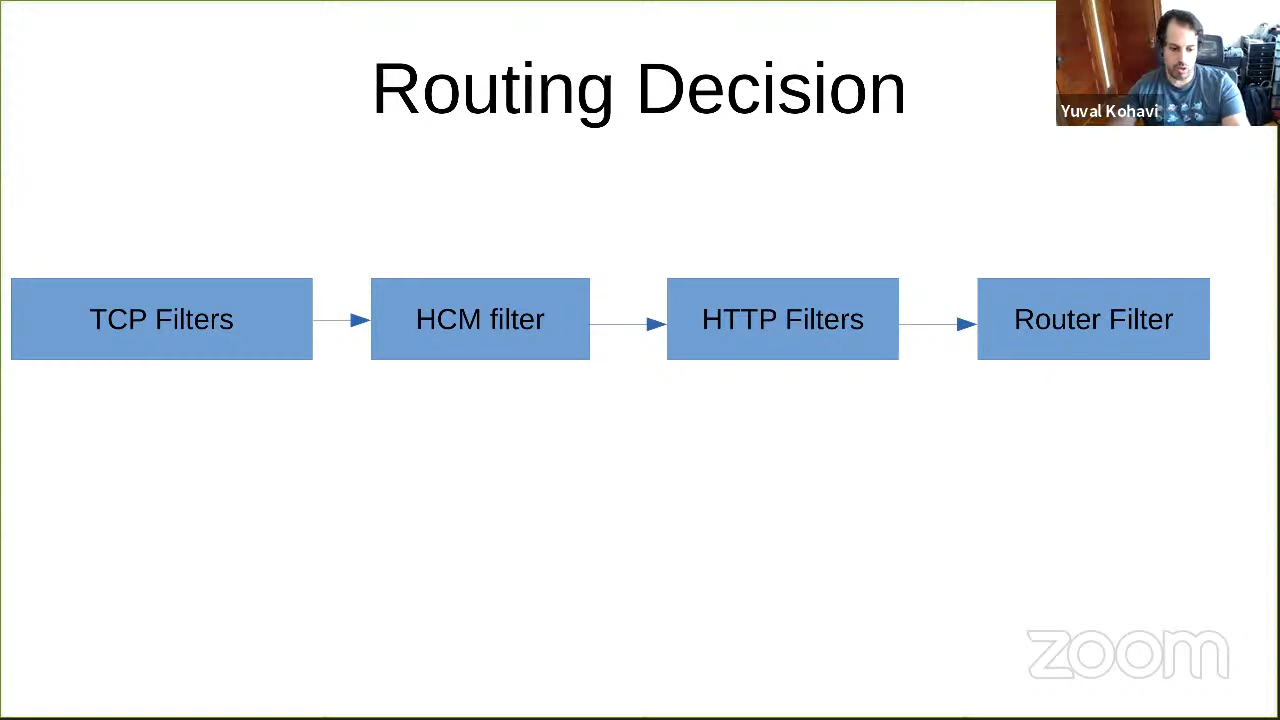 Routing Decision
Yuval Kohavi
TCP Filters
HCM filter
HTTP Filters
Router Filter
zoom